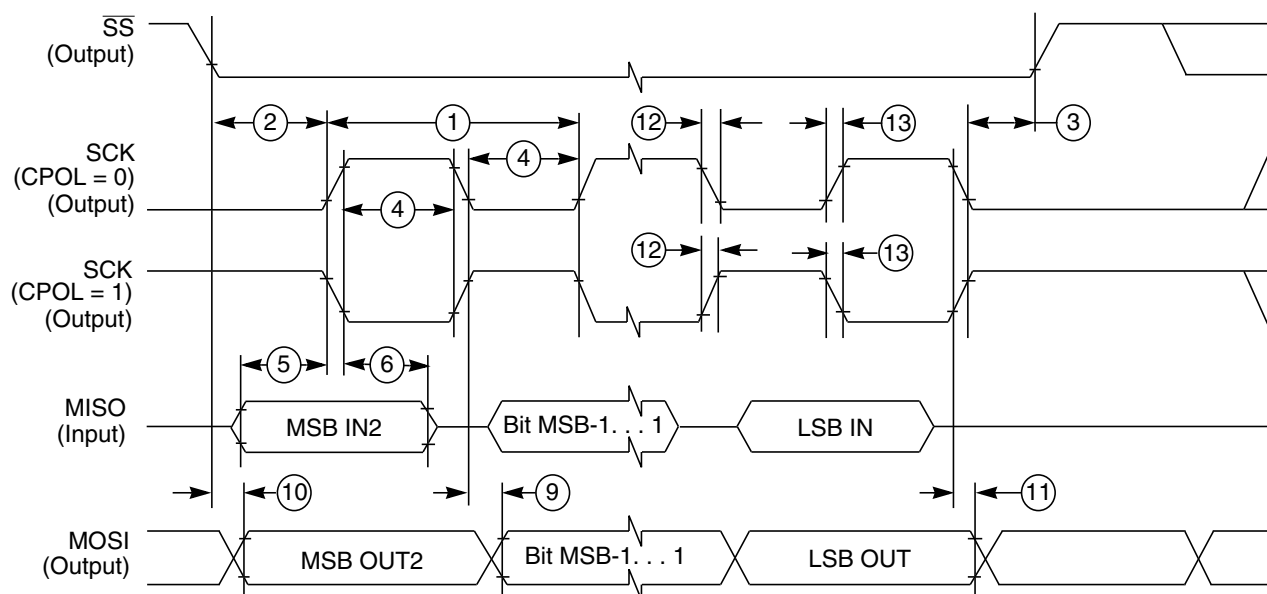 SS
(Output)
2
1
12
13
3
SCK
(CPOL = 0)
(Output)
4
4
SCK
(CPOL = 1)
(Output)
12
13
5
6
MISO
(Input)
MSB IN2
Bit MSB-1. . . 1
LSB IN
10
9
11
MOSI
(Output)
MSB OUT2
Bit MSB-1. . . 1
LSB OUT